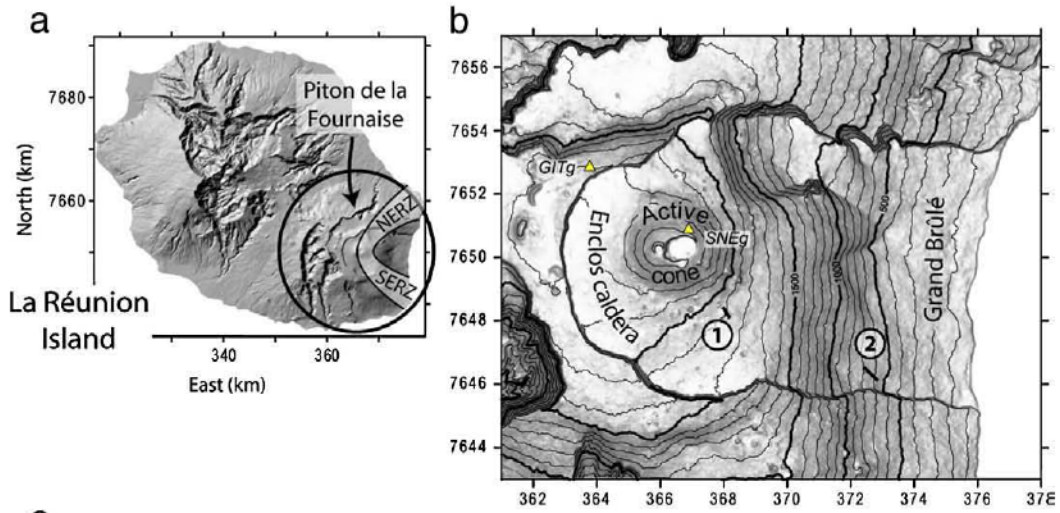 a
Piton de la
Fournaise
NERZ
SERZ
North (km)
7680
7660
La Réunion
Island
340
360
East (km)
b
7656
7654
7652
7650
7648
7646
7644
GITg
Active
SNEg
cone
Enclos caldera
1500
1000
500
Grand Brûlé
1
2
362
364
366
368
370
372
374
376
378